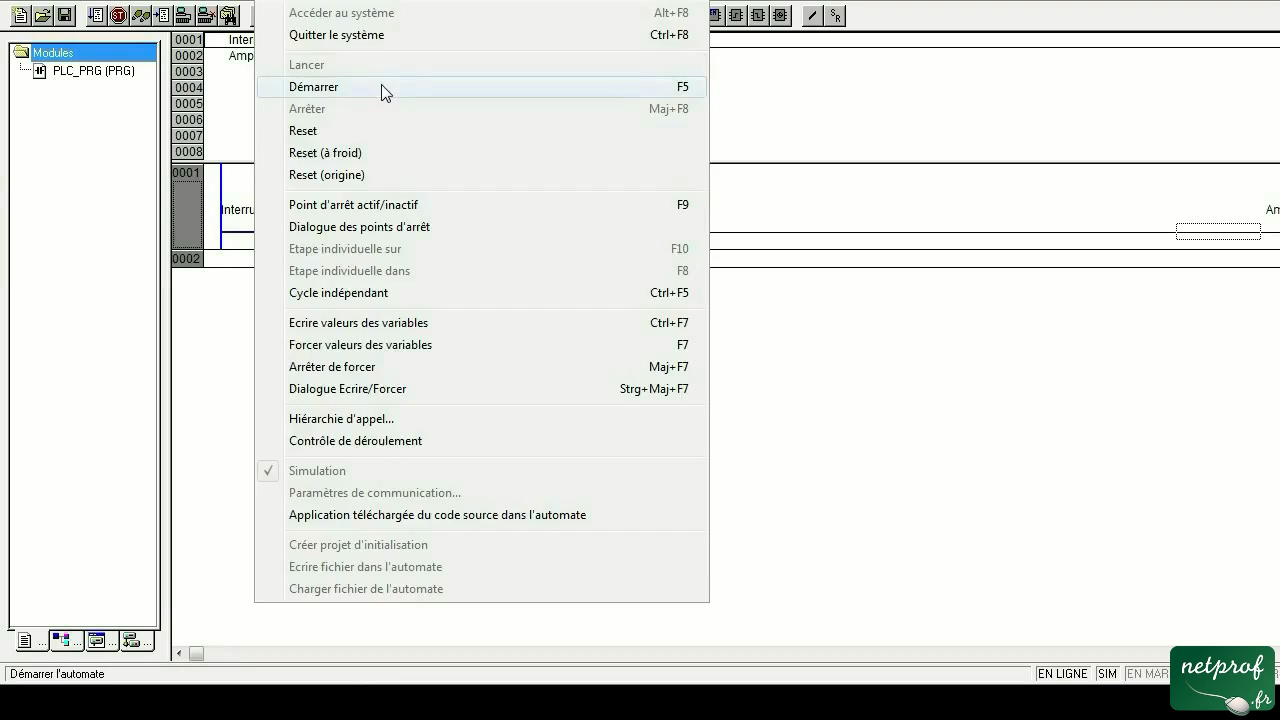 Accéder au système Alt+F8
Quitter le système Ctrl+F8
Lancer
Démarrer F5
Arrêter Maj+F8
Reset
Reset (à froid)
Reset (origine)
Point d'arrêt actif/inactif F9
Dialogue des points d'arrêt
Etape individuelle sur F10
Etape individuelle dans F8
Cycle indépendant Ctrl+F5
Ecrire valeurs des variables Ctrl+F7
Forcer valeurs des variables F7
Arrêter de forcer Maj+F7
Dialogue Ecrire/Forcer Strg+Maj+F7
Hiérarchie d'appel...
Contrôle de déroulement
Simulation
Paramètres de communication...
Application téléchargée du code source dans l'automate
Créer projet d'initialisation
Ecrire fichier dans l'automate
Charger fichier de l'automate
Modules
PLC_PRG (PRG)
0001 Inter
0002 Amp
0003
0004
0005
0006
0007
0008
0001
Interru
Am
0002
Démarrer l'automate
EN LIGNE SIM EN MAR
netprof
.fr